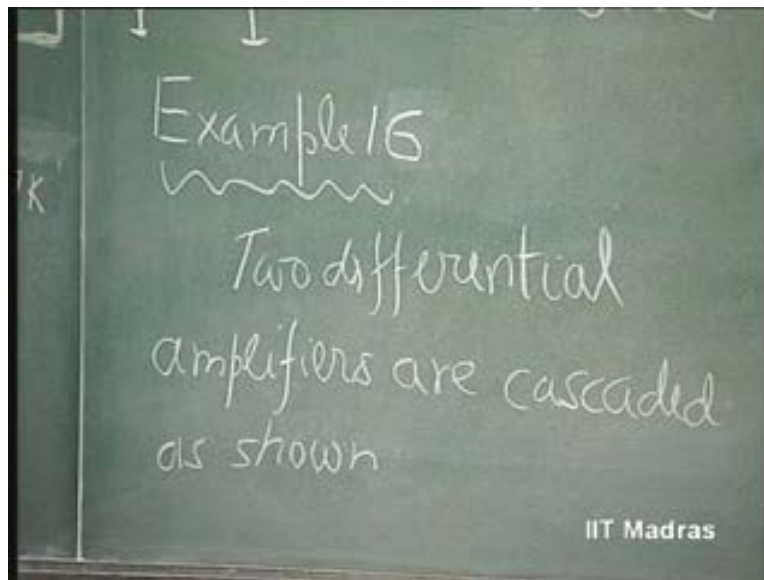 K
Example 16
Two differential
amplifiers are cascaded
as shown
IIT Madras